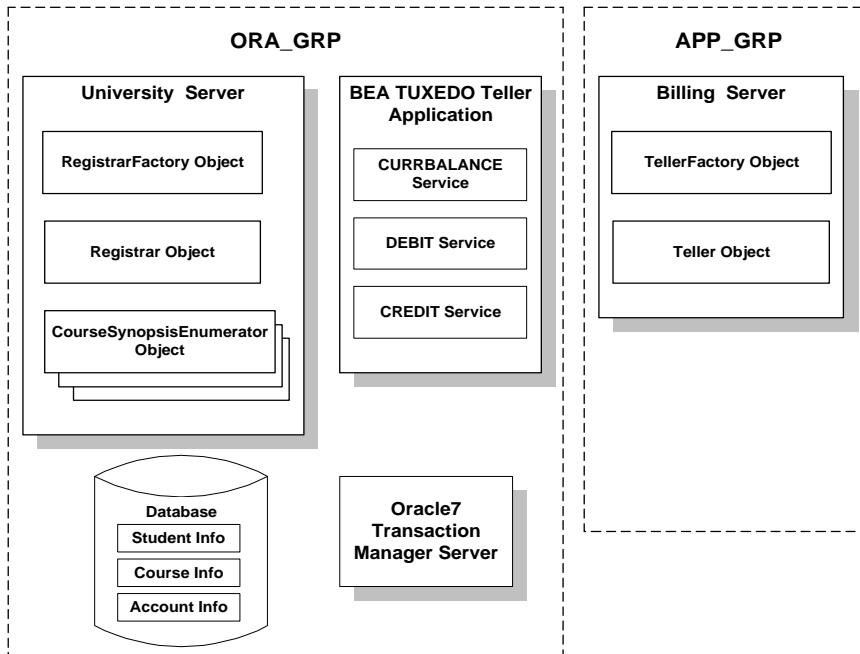 ORA_GRP
University Server
RegistrarFactory Object
Registrar Object
CourseSynopsisEnumerator
Object
BEA TUXEDO Teller
Application
CURRBALANCE
Service
DEBIT Service
CREDIT Service
Database
Student Info
Course Info
Account Info
Oracle7
Transaction
Manager Server
APP_GRP
Billing Server
TellerFactory Object
Teller Object